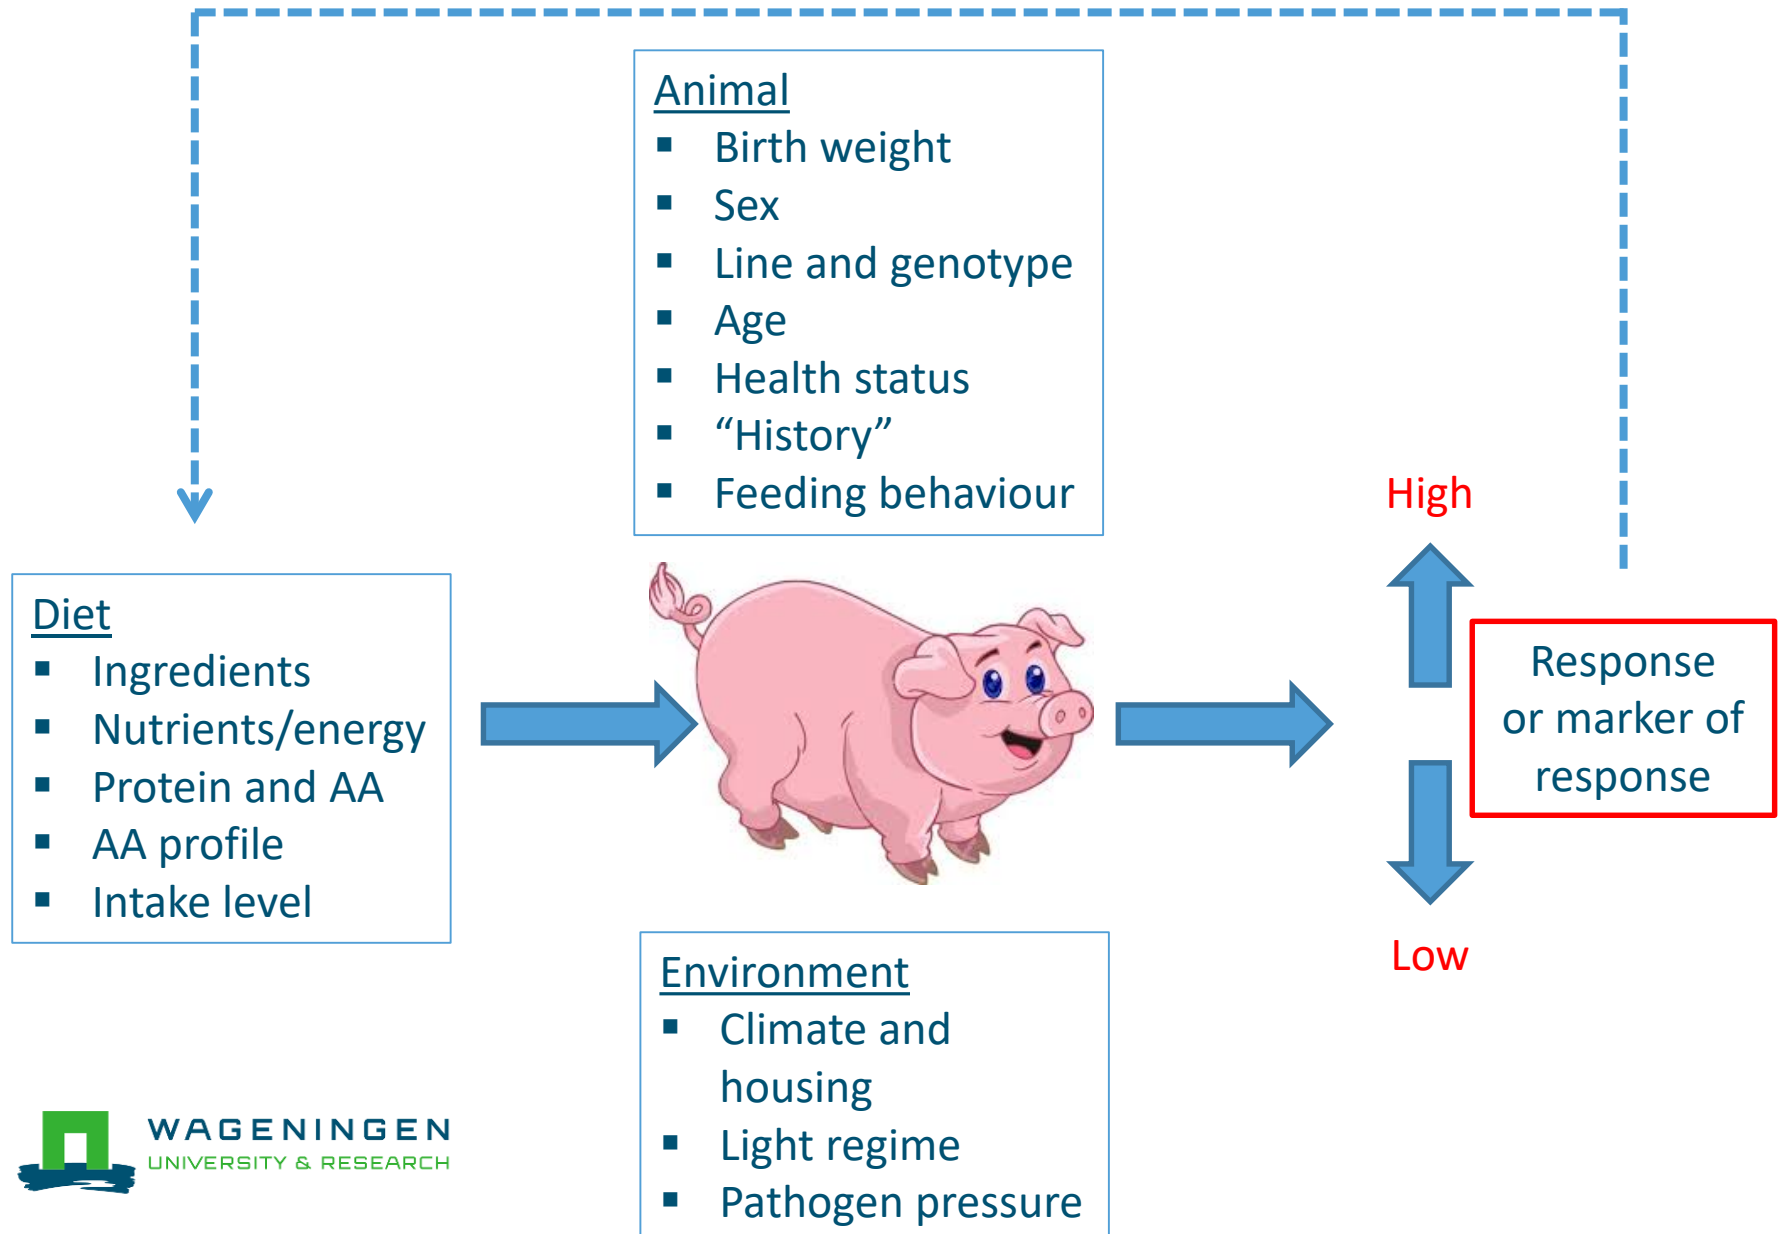 Animal
▪ Birth weight
▪ Sex
▪ Line and genotype
▪ Age
▪ Health status
▪ “History”
▪ Feeding behaviour
Diet
▪ Ingredients
▪ Nutrients/energy
▪ Protein and AA
▪ AA profile
▪ Intake level
High
Response
or marker of
response
Low
Environment
▪ Climate and
housing
▪ Light regime
▪ Pathogen pressure
WAGENINGEN
UNIVERSITY & RESEARCH